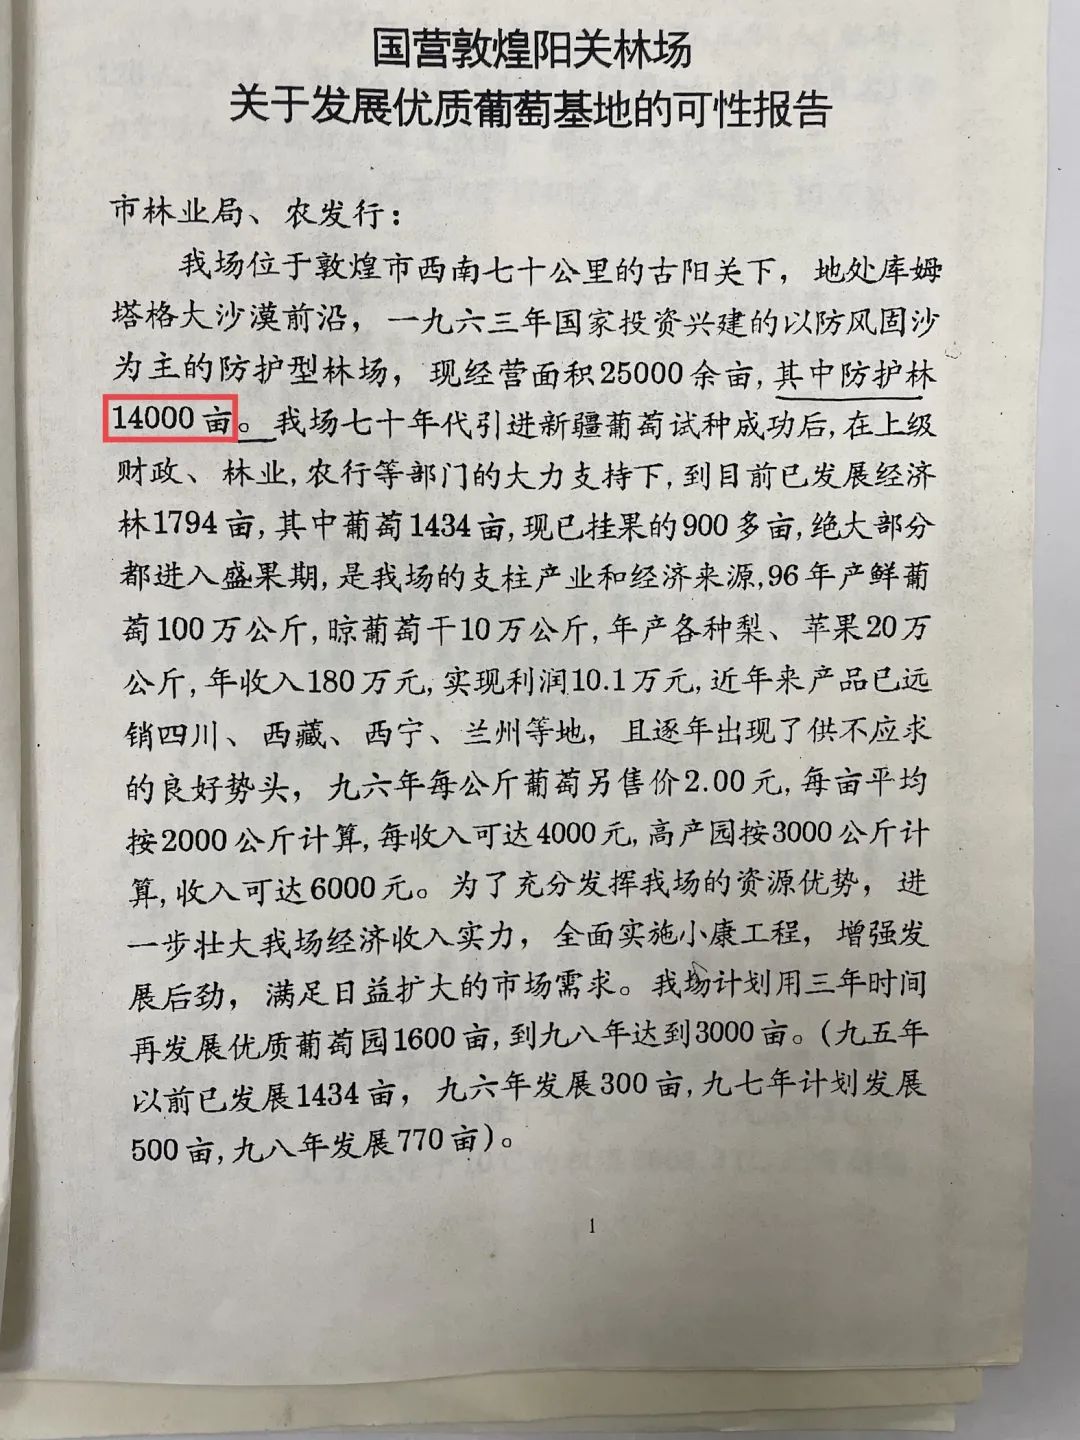 国营敦煌阳关林场
关于发展优质葡萄基地的可性报告
市林业局、农发行：
我场位于敦煌市西南七十公里的古阳关下，地处库姆
塔格大沙漠前沿，一九六三年国家投资兴建的以防风固沙
为主的防护型林场，现经营面积25000余亩,其中防护林
14000亩。我场七十年代引进新疆葡萄试种成功后,在上级
财政、林业,农行等部门的大力支持下,到目前已发展经济
林1794亩,其中葡萄1434亩,现已挂果的900多亩,绝大部分
都进入盛果期,是我场的支柱产业和经济来源,96年产鲜葡
萄100万公斤,晾葡萄干10万公斤,年产各种梨、苹果20万
公斤,年收入180万元,实现利润10.1万元,近年来产品已远
销四川、西藏、西宁、兰州等地，且逐年出现了供不应求
的良好势头，九六年每公斤葡萄另售价2.00元,每亩平均
按2000公斤计算,每收入可达4000元,高产园按3000公斤计
算,收入可达6000元。为了充分发挥我场的资源优势，进
一步壮大我场经济收入实力，全面实施小康工程，增强发
展后劲，满足日益扩大的市场需求。我场计划用三年时间
再发展优质葡萄园1600亩,到九八年达到3000亩。(九五年
以前已发展1434亩，九六年发展300亩,九七年计划发展
500亩,九八年发展770亩)。
1